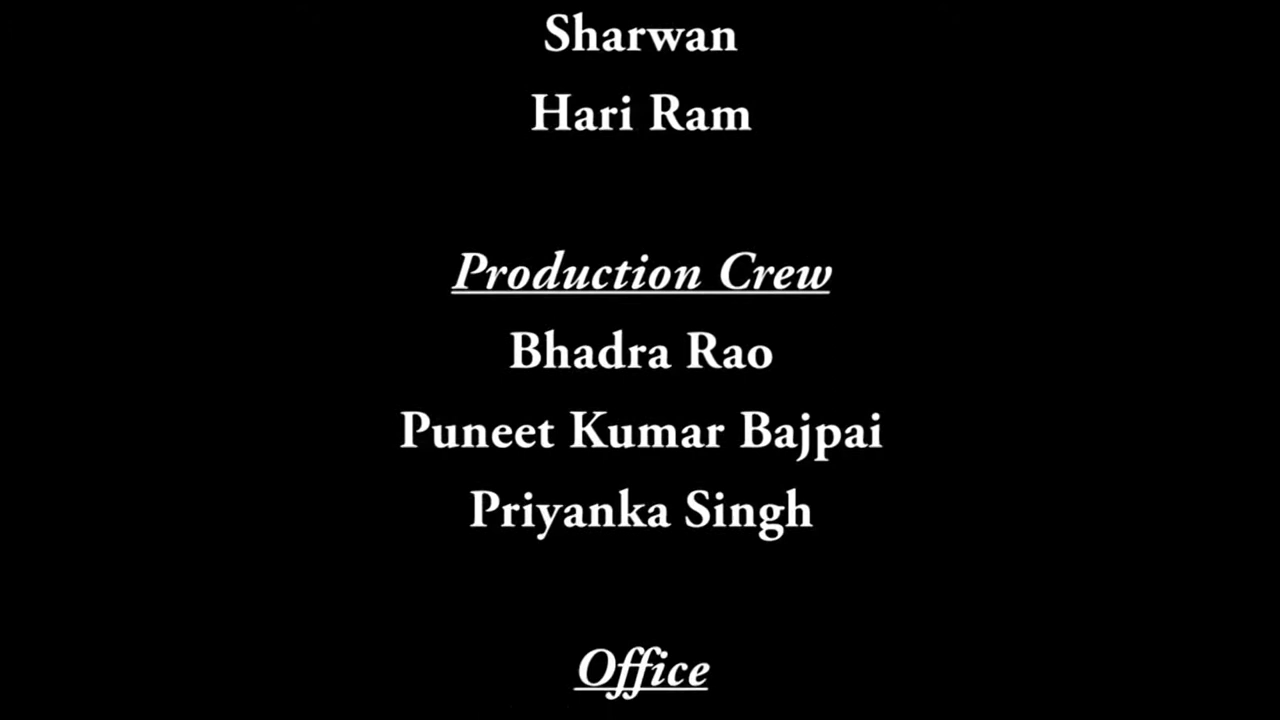 Sharwan
Hari Ram
Production Crew
Bhadra Rao
Puneet Kumar Bajpai
Priyanka Singh
Office